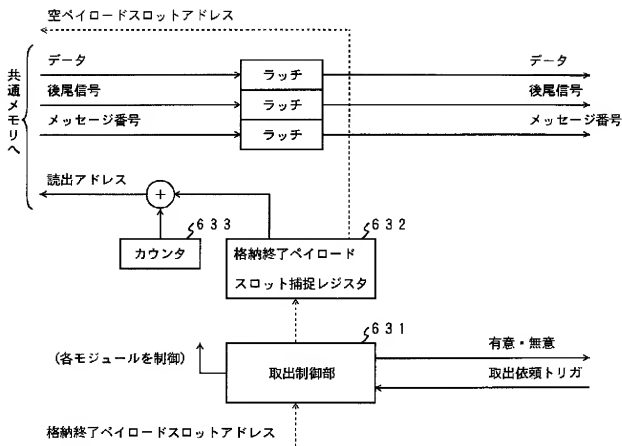 空ペイロードスロットアドレス
共通メモリへ
データ
ラッチ
データ
後尾信号
ラッチ
後尾信号
メッセージ番号
ラッチ
メッセージ番号
読出アドレス
+
633
カウンタ
632
格納終了ペイロード
スロット捕捉レジスタ
631
(各モジュールを制御)
取出制御部
有意・無意
取出依頼トリガ
格納終了ペイロードスロットアドレス